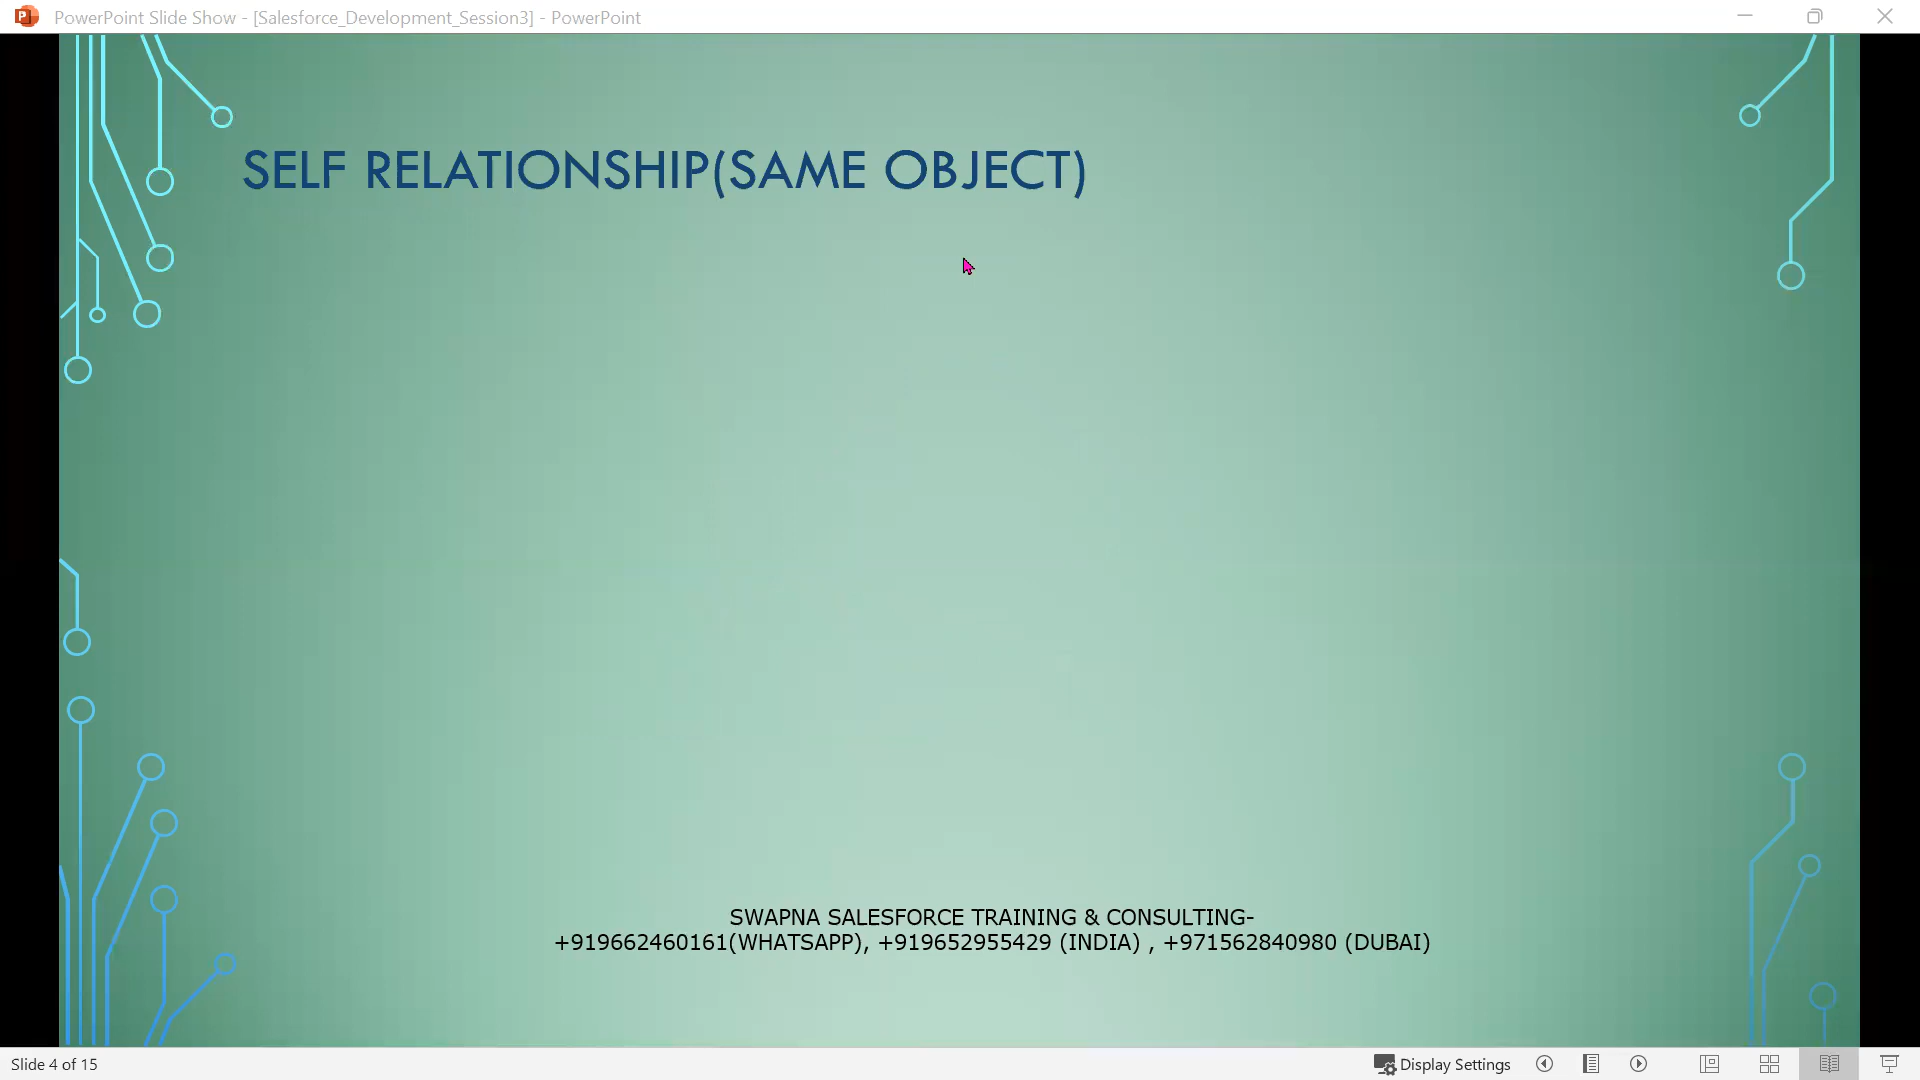 PowerPoint Slide Show - [Salesforce_Development_Session3] - PowerPoint
SELF RELATIONSHIP(SAME OBJECT)
SWAPNA SALESFORCE TRAINING & CONSULTING-
+919662460161(WHATSAPP), +919652955429 (INDIA) , +971562840980 (DUBAI)
Slide 4 of 15
Display Settings